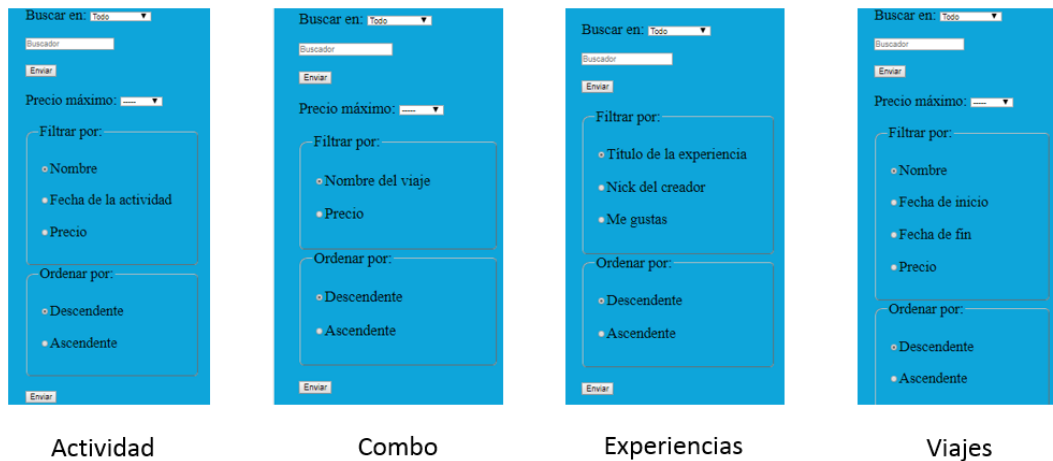 Buscar en: Todo
Buscador
Enviar
Precio máximo: -----
Filtrar por:
Nombre
Fecha de la actividad
Precio
Ordenar por:
Descendente
Ascendente
Enviar
Actividad
Buscar en: Todo
Buscador
Enviar
Precio máximo: -----
Filtrar por:
Nombre del viaje
Precio
Ordenar por:
Descendente
Ascendente
Enviar
Combo
Buscar en: Todo
Buscador
Enviar
Filtrar por:
Título de la experiencia
Nick del creador
Me gustas
Ordenar por:
Descendente
Ascendente
Enviar
Experiencias
Buscar en: Todo
Buscador
Enviar
Precio máximo: -----
Filtrar por:
Nombre
Fecha de inicio
Fecha de fin
Precio
Ordenar por:
Descendente
Ascendente
Viajes